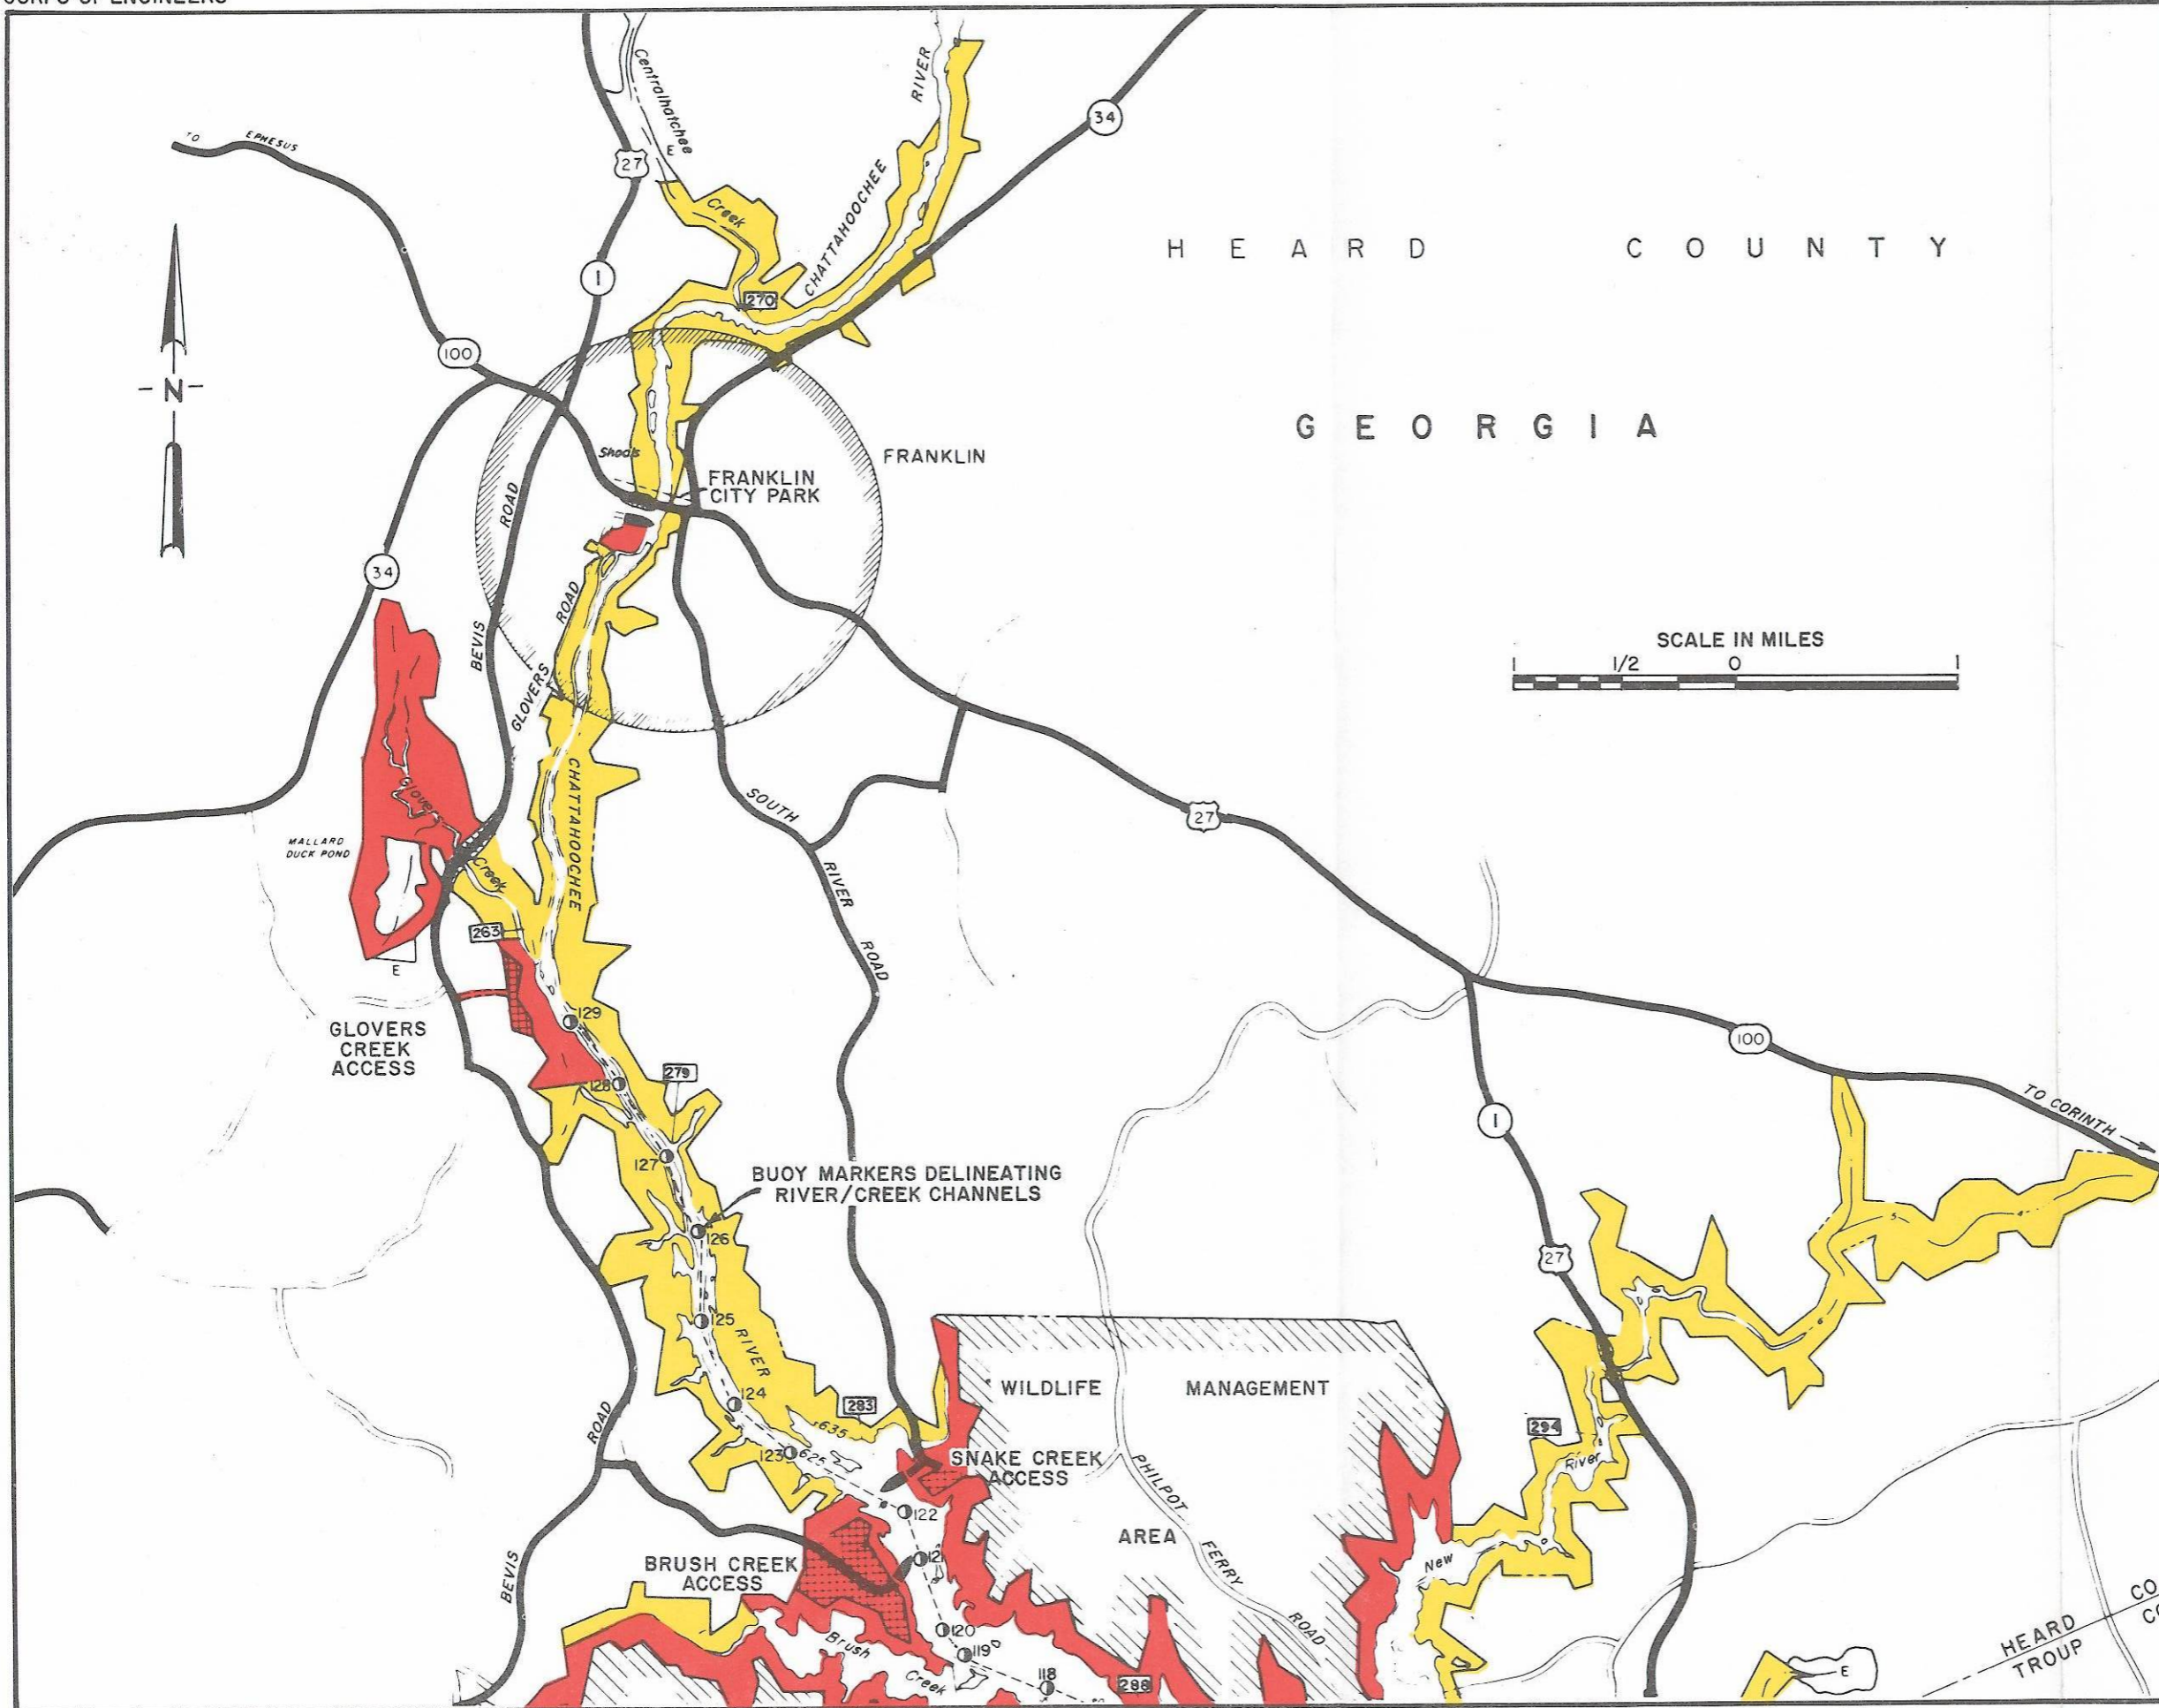 CORPS OF ENGINEERS
Centralhatchee
E
Creek
RIVER
CHATTAHOOCHEE
34
TO EPHESUS
27
1
270
HEARD COUNTY
GEORGIA
100
-N-
Shoals
FRANKLIN
FRANKLIN
CITY PARK
ROAD
34
ROAD
BEVIS
GLOVERS
SCALE IN MILES
1 1/2 0 1
CHATTAHOOCHEE
Glovers
Creek
MALLARD
DUCK POND
SOUTH
RIVER
ROAD
27
263
E
129
GLOVERS
CREEK
ACCESS
128
279
127
100
1
TO CORINTH
BUOY MARKERS DELINEATING
RIVER/CREEK CHANNELS
126
27
125
RIVER
124
635
283
123
625
WILDLIFE MANAGEMENT
AREA
SNAKE CREEK
ACCESS
PHILPOT
FERRY
ROAD
294
River
New
ROAD
BEVIS
122
121
BRUSH CREEK
ACCESS
120
119
118
Brush
Creek
288
E
HEARD
TROUP
CO